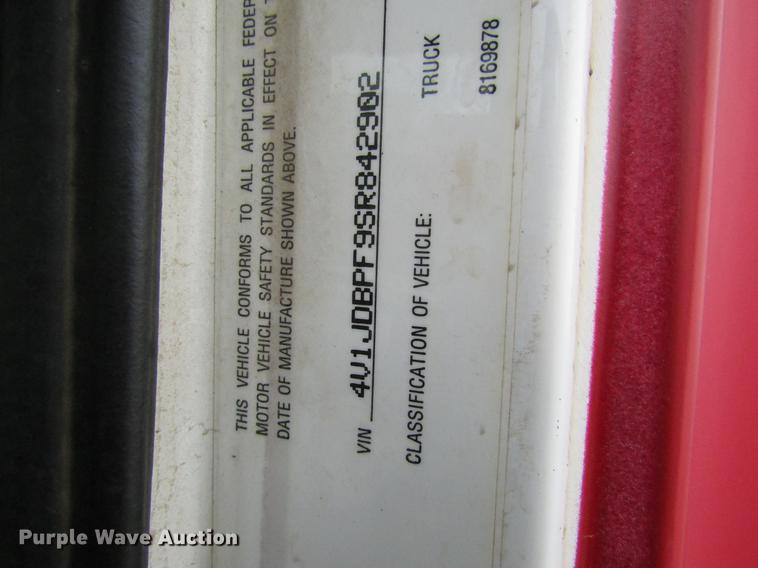 THIS VEHICLE CONFORMS TO ALL APPLICABLE
MOTOR VEHICLE SAFETY STANDARDS IN EFFECT ON
DATE OF MANUFACTURE SHOWN ABOVE.
VIN 4V1JDBPF9SR842902
CLASSIFICATION OF VEHICLE: TRUCK
8169878
Purple Wave Auction